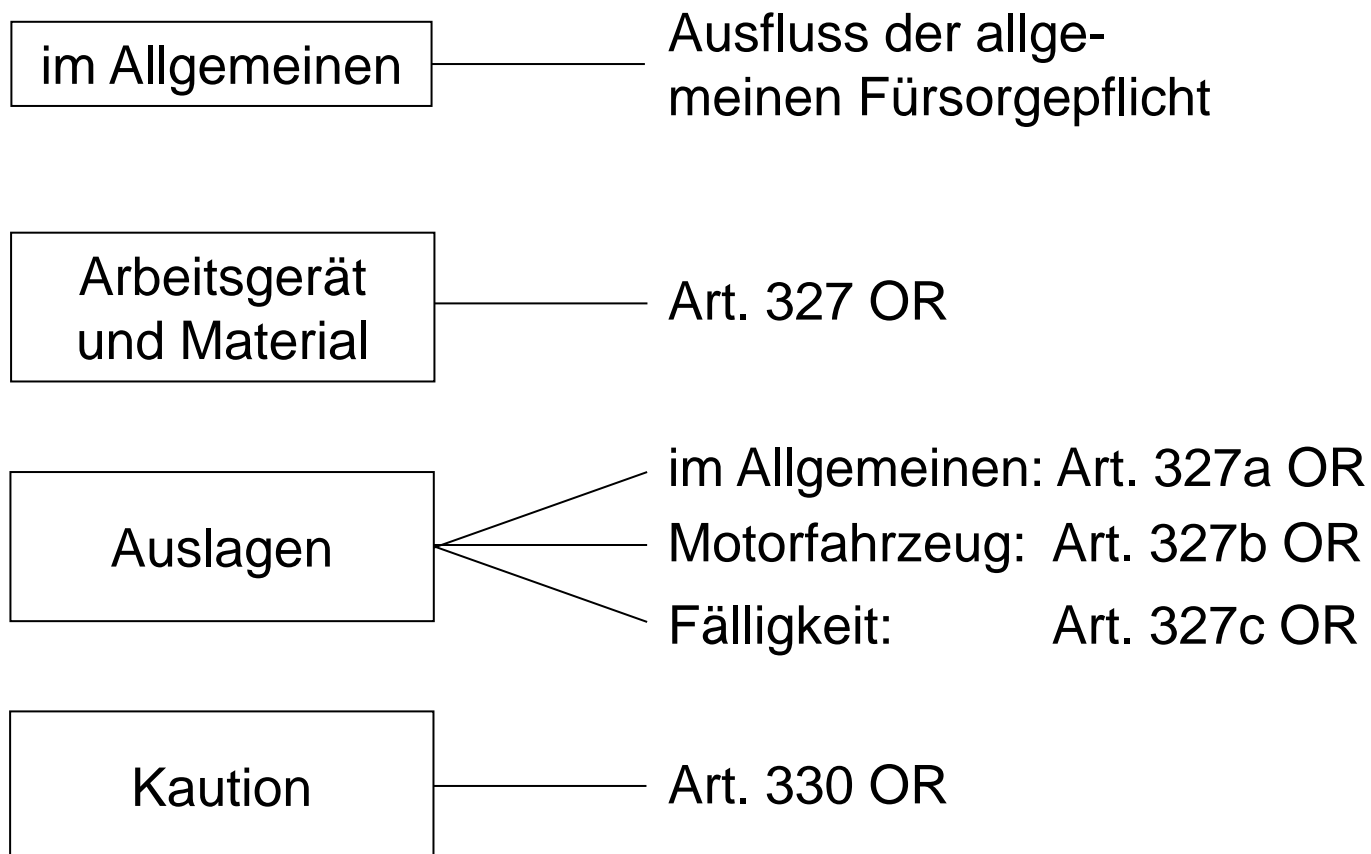 im Allgemeinen
Ausfluss der allge-
meinen Fürsorgepflicht
Arbeitsgerät
und Material
Art. 327 OR
Auslagen
im Allgemeinen: Art. 327a OR
Motorfahrzeug: Art. 327b OR
Fälligkeit: Art. 327c OR
Kaution
Art. 330 OR